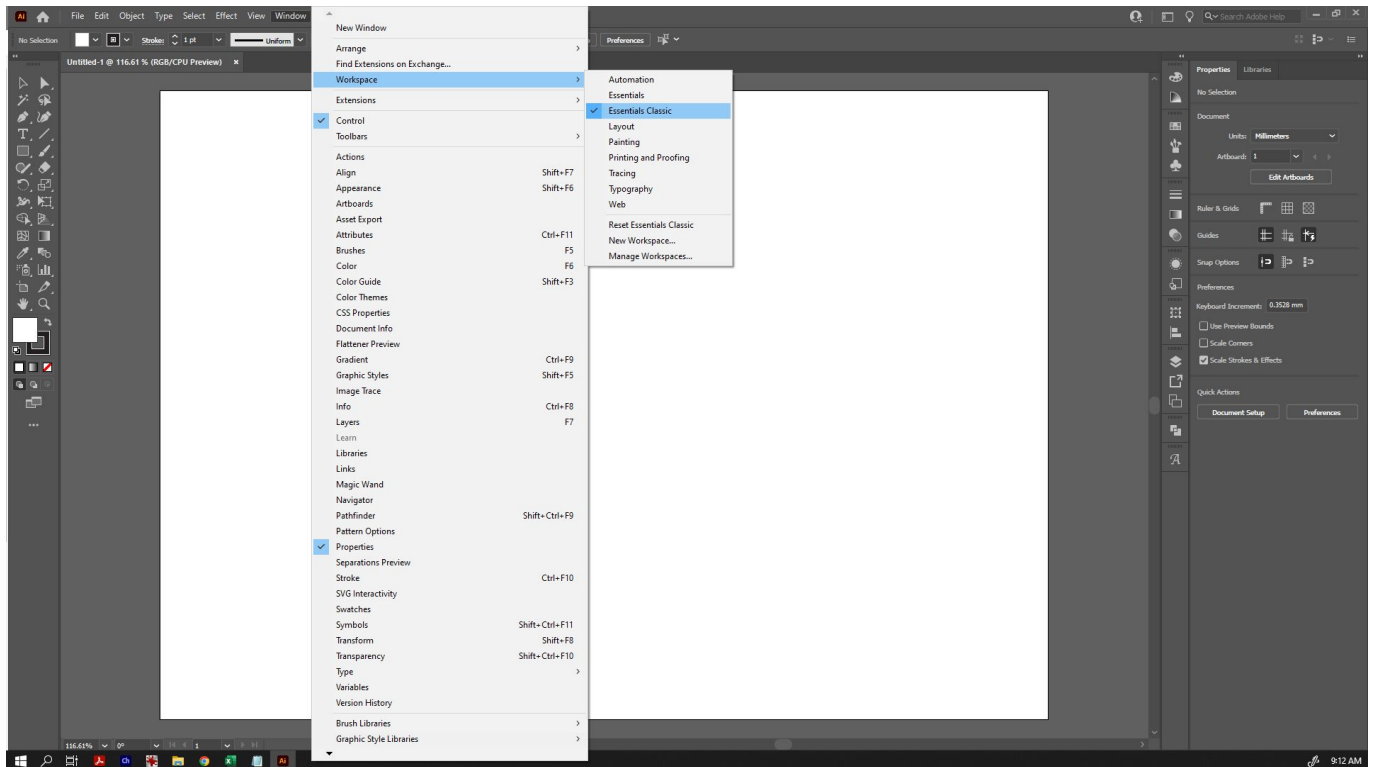 Ai File Edit Object Type Select Effect View Window
Search Adobe Help
No Selection Stroke: 1 pt Uniform Preferences
Untitled-1 @ 116.61 % (RGB/CPU Preview) ×
New Window
Arrange
Find Extensions on Exchange...
Workspace
Extensions
Control
Toolbars
Actions
Align Shift+F7
Appearance Shift+F6
Artboards
Asset Export
Attributes Ctrl+F11
Brushes F5
Color F6
Color Guide Shift+F3
Color Themes
CSS Properties
Document Info
Flattener Preview
Gradient Ctrl+F9
Graphic Styles Shift+F5
Image Trace
Info Ctrl+F8
Layers F7
Learn
Libraries
Links
Magic Wand
Navigator
Pathfinder Shift+Ctrl+F9
Pattern Options
Properties
Separations Preview
Stroke Ctrl+F10
SVG Interactivity
Swatches
Symbols Shift+Ctrl+F11
Transform Shift+F8
Transparency Shift+Ctrl+F10
Type
Variables
Version History
Brush Libraries
Graphic Style Libraries
Automation
Essentials
Essentials Classic
Layout
Painting
Printing and Proofing
Tracing
Typography
Web
Reset Essentials Classic
New Workspace...
Manage Workspaces...
Properties Libraries
No Selection
Document
Units: Millimeters
Artboard: 1
Edit Artboards
Ruler & Grids
Guides
Snap Options
Preferences
Keyboard Increment: 0.3528 mm
Use Preview Bounds
Scale Corners
Scale Strokes & Effects
Quick Actions
Document Setup Preferences
116.61% 0° 1
Ch Ai 9:12 AM